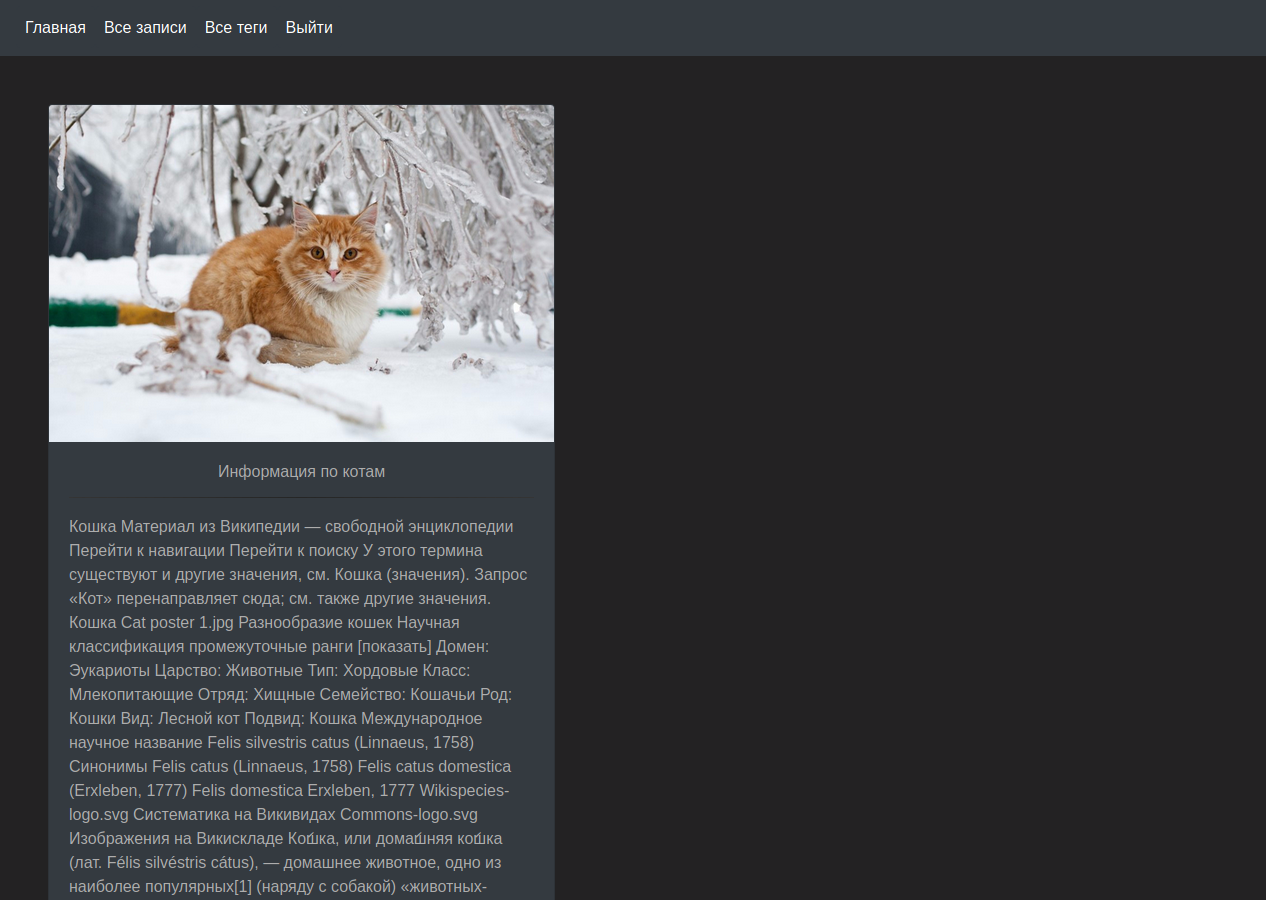 Главная Все записи Все теги Выйти
Информация по котам
Кошка Материал из Википедии — свободной энциклопедии
Перейти к навигации Перейти к поиску У этого термина
существуют и другие значения, см. Кошка (значения). Запрос
«Кот» перенаправляет сюда; см. также другие значения.
Кошка Cat poster 1.jpg Разнообразие кошек Научная
классификация промежуточные ранги [показать] Домен:
Эукариоты Царство: Животные Тип: Хордовые Класс:
Млекопитающие Отряд: Хищные Семейство: Кошачьи Род:
Кошки Вид: Лесной кот Подвид: Кошка Международное
научное название Felis silvestris catus (Linnaeus, 1758)
Синонимы Felis catus (Linnaeus, 1758) Felis catus domestica
(Erxleben, 1777) Felis domestica Erxleben, 1777 Wikispecies-
logo.svg Систематика на Викивидах Commons-logo.svg
Изображения на Викискладе Ко́шка, или дома́шняя ко́шка
(лат. Félis silvéstris cátus), — домашнее животное, одно из
наиболее популярных[1] (наряду с собакой) «животных-